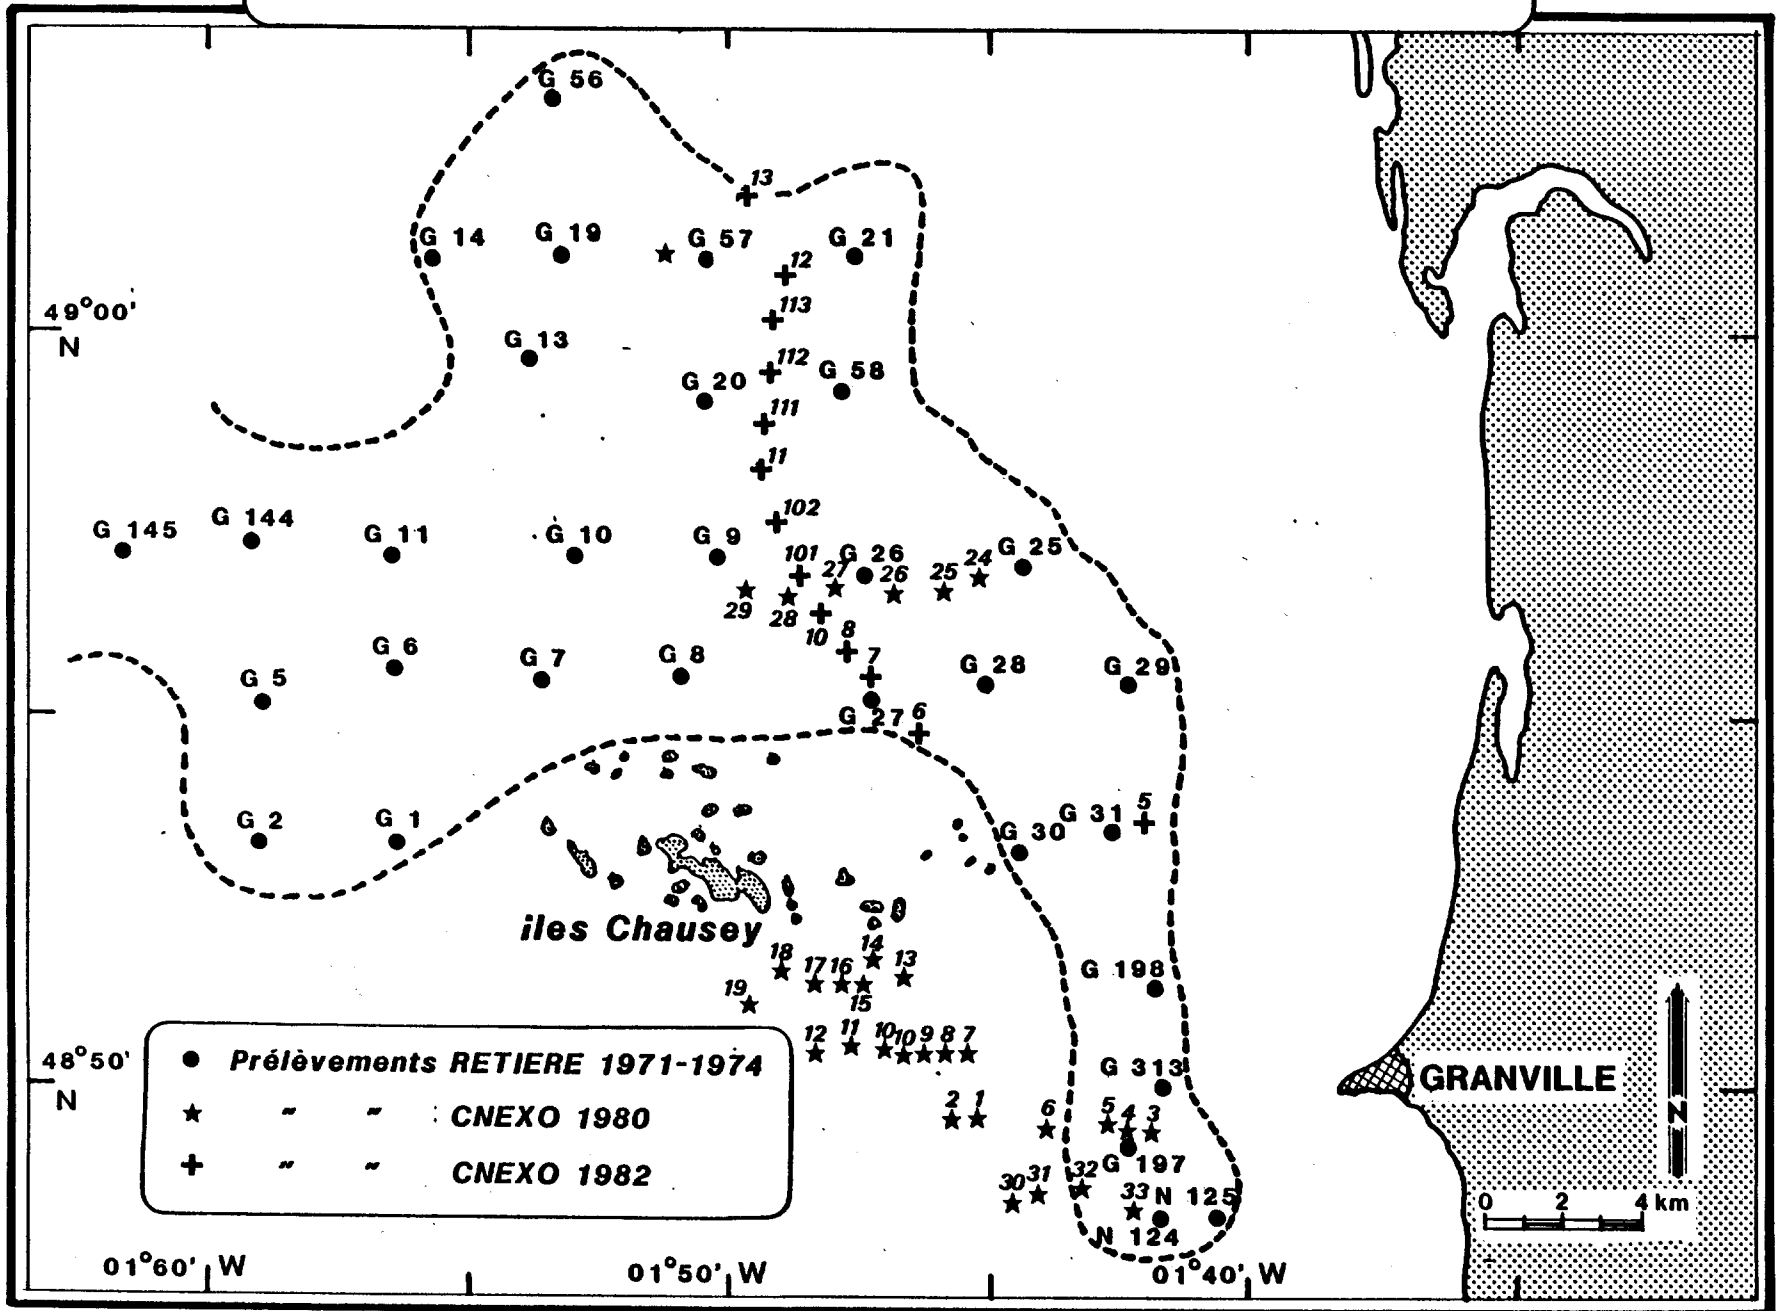 G 56
13
G 14
G 19
G 57
G 21
12
49°00'
N
113
G 13
112
G 20
G 58
111
11
102
G 145
G 144
G 11
G 10
G 9
101
G 26
G 25
27
26
25
24
29
28
10
8
7
G 5
G 6
G 7
G 8
G 28
G 29
G 27
6
G 2
G 1
G 30
G 31
5
iles Chausey
18
17
16
14
13
15
19
G 198
12
11
10
10
9
8
7
48°50'
N
G 313
GRANVILLE
2
1
6
5
4
3
G 197
30
31
32
33
N 125
N 124
Prélèvements RETIERE 1971-1974
″ ″ : CNEXO 1980
″ ″ CNEXO 1982
N
0 2 4 km
01°60' W
01°50' W
01°40' W